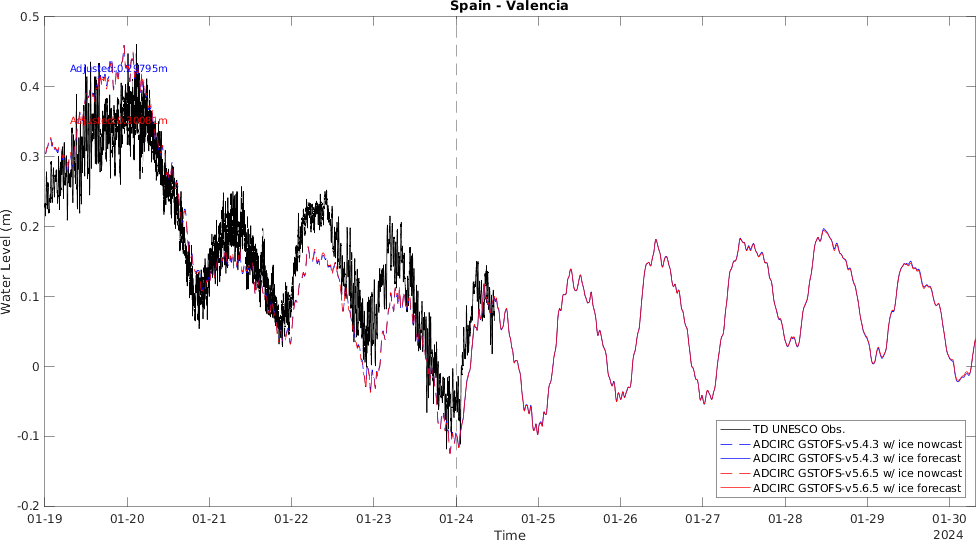 Spain - Valencia
0.5
0.4
0.3
0.2
0.1
0
-0.1
-0.2
Water Level (m)
Adjusted:0.29795m
TD UNESCO Obs.
ADCIRC GSTOFS-v5.4.3 w/ ice nowcast
ADCIRC GSTOFS-v5.4.3 w/ ice forecast
ADCIRC GSTOFS-v5.6.5 w/ ice nowcast
ADCIRC GSTOFS-v5.6.5 w/ ice forecast
01-19 01-20 01-21 01-22 01-23 01-24 01-25 01-26 01-27 01-28 01-29 01-30
Time
2024